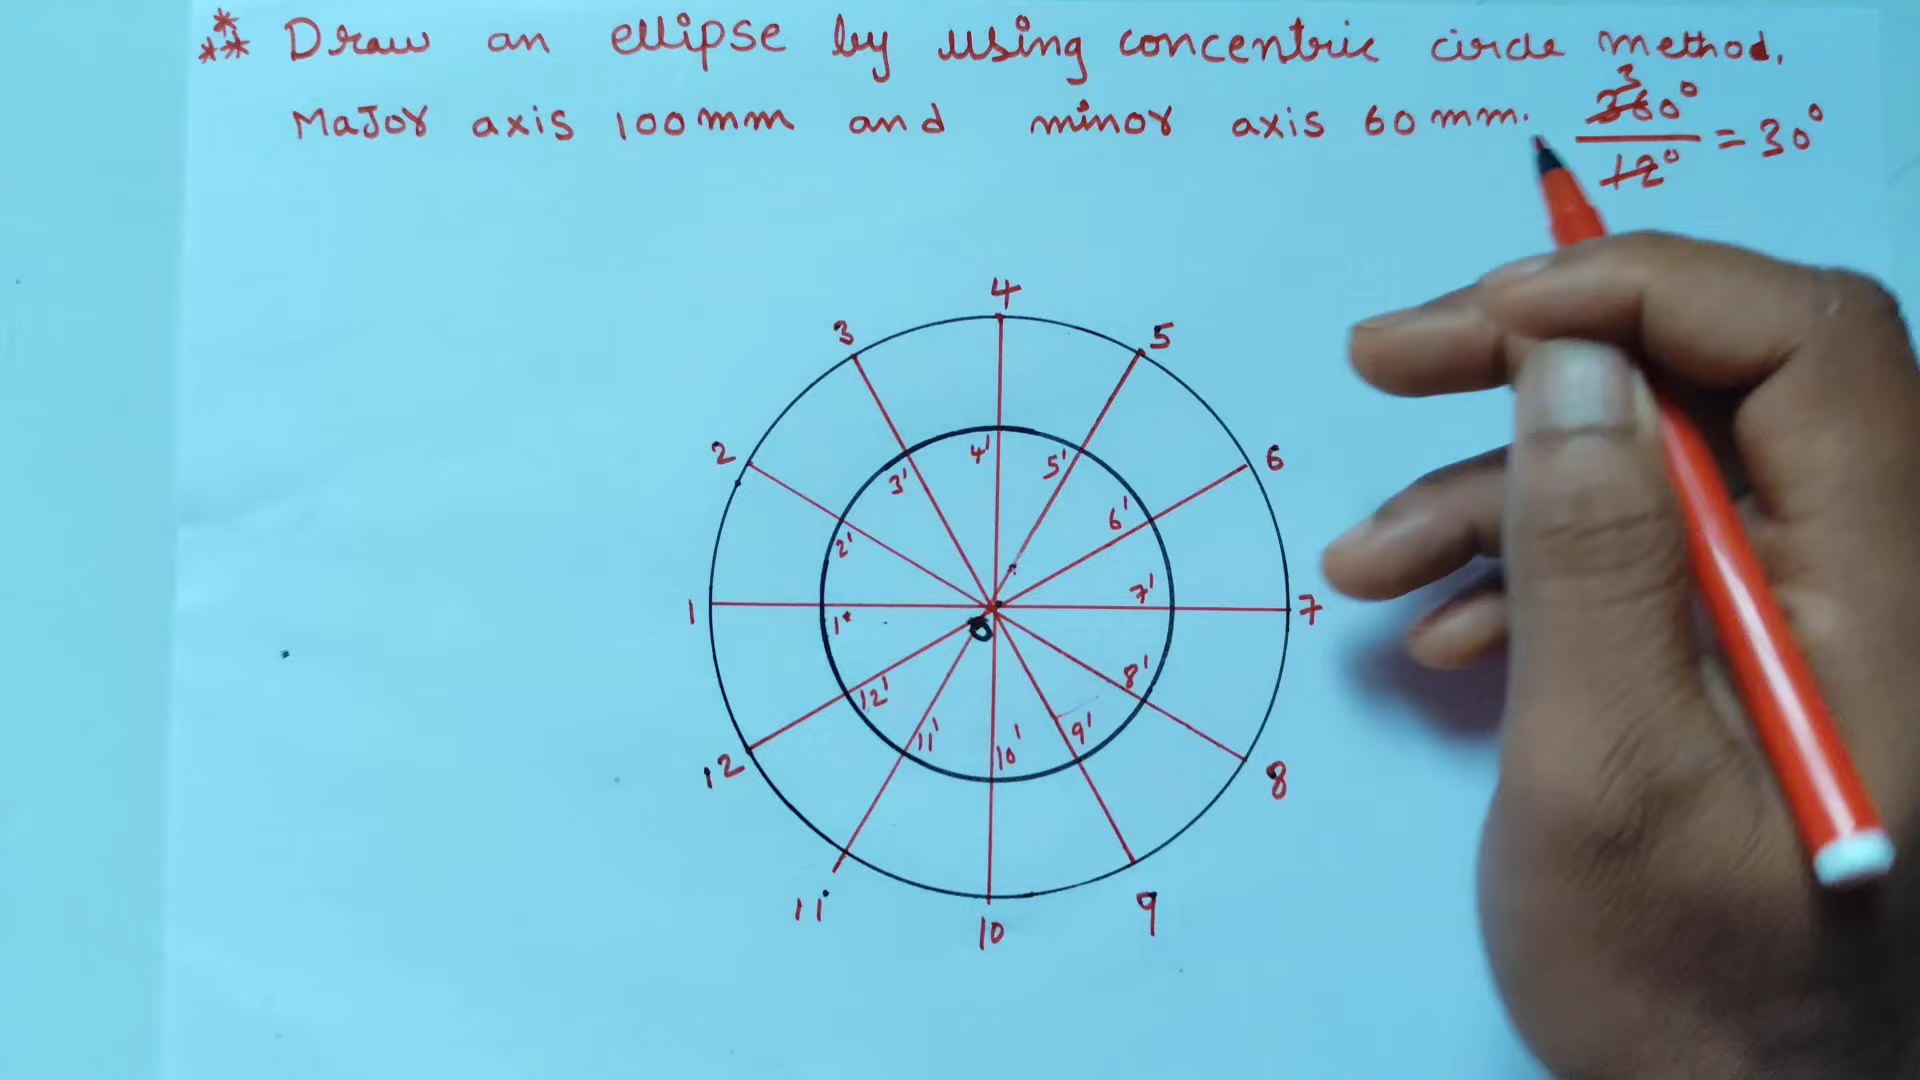 *** Draw an ellipse by using concentric circle method.
Major axis 100mm and minor axis 60mm.
3
360°
12° = 30°
4
3 5
2 6
4'
3' 5'
2' 6'
1 1' 7' 7
O
12' 8'
11' 10' 9'
12 8
11 10 9